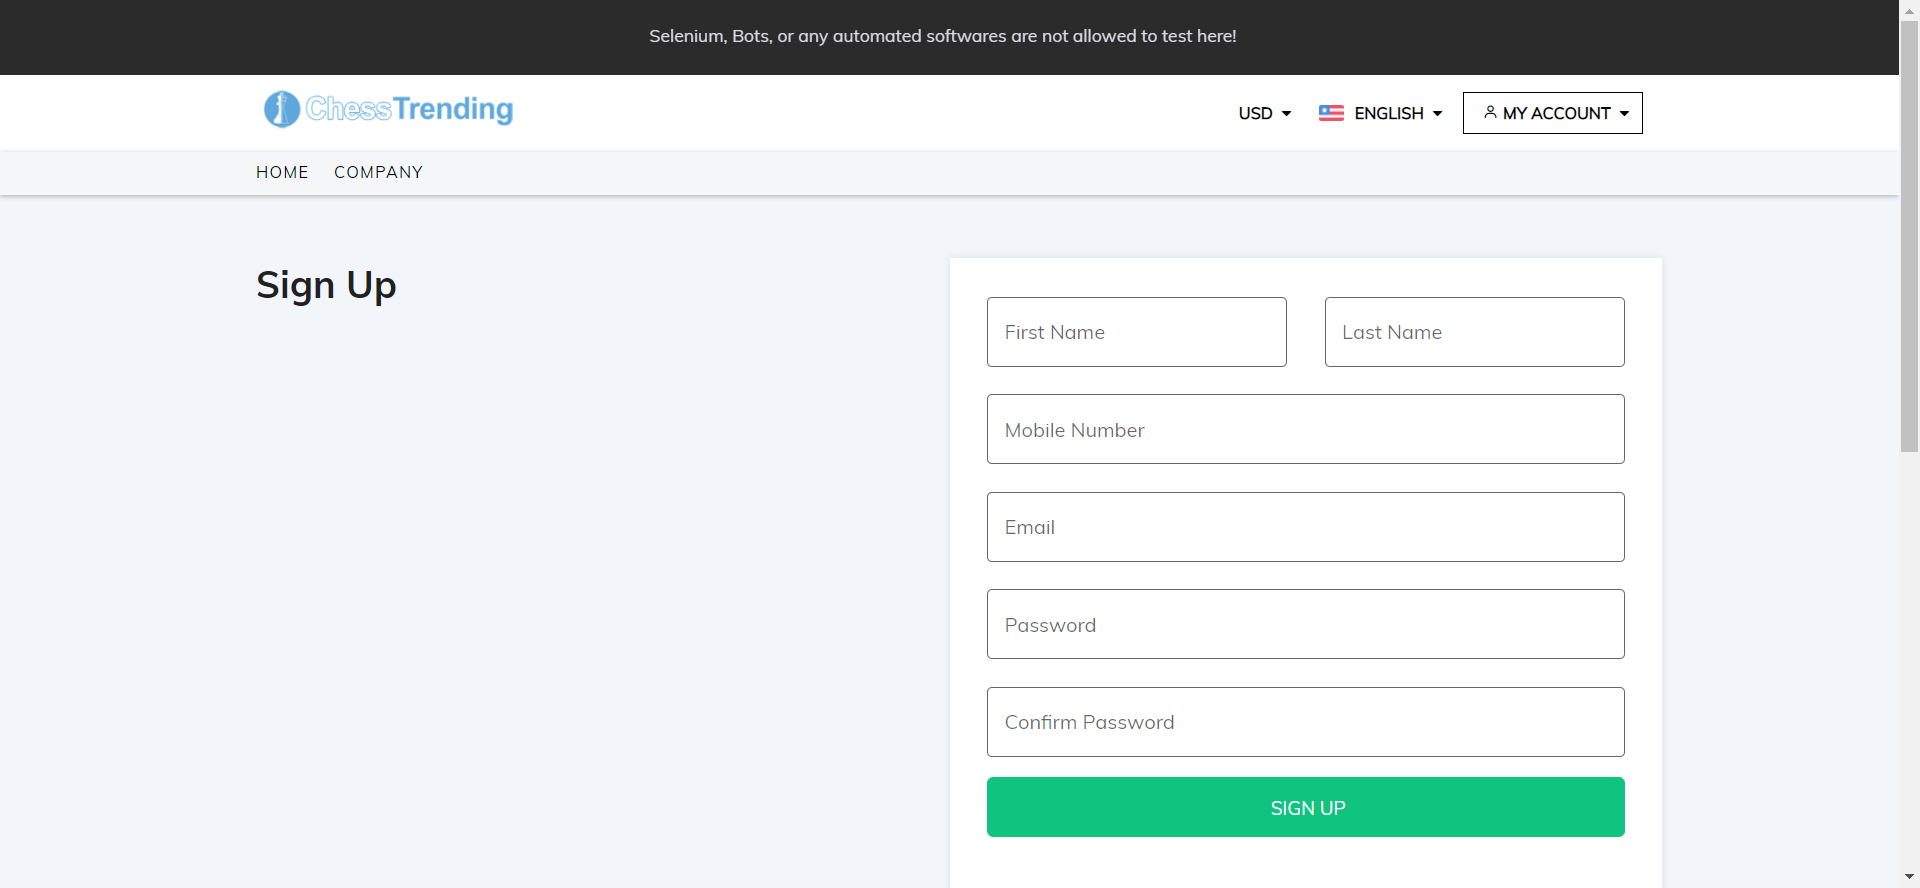 Selenium, Bots, or any automated softwares are not allowed to test here!
ChessTrending
USD
ENGLISH
MY ACCOUNT
HOME
COMPANY
Sign Up
First Name
Last Name
Mobile Number
Email
Password
Confirm Password
SIGN UP